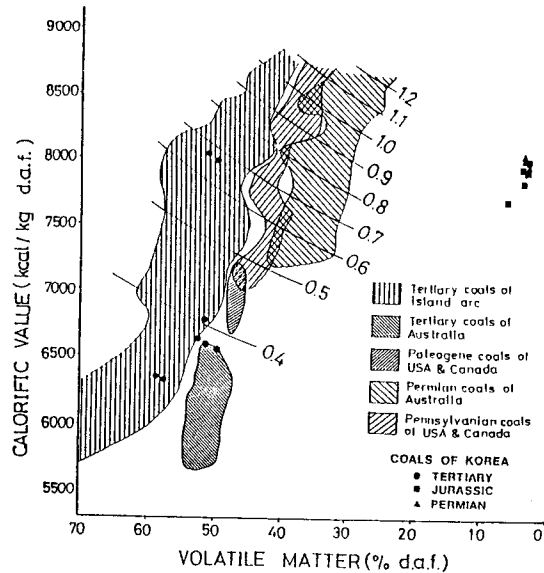 9000
8500
8000
7500
7000
6500
6000
5500
CALORIFIC VALUE (kcal/kg d.a.f.)
1.2
1.1
1.0
0.9
0.8
0.7
0.6
0.5
0.4
Tertiary coals of
Island arc
Tertiary coals of
Australia
Paleogene coals of
USA & Canada
Permian coals of
Australia
Pennsylvanian coals
of USA & Canada
COALS OF KOREA
● TERTIARY
■ JURASSIC
▲ PERMIAN
70 60 50 40 30 20 10 0
VOLATILE MATTER (% d.a.f.)